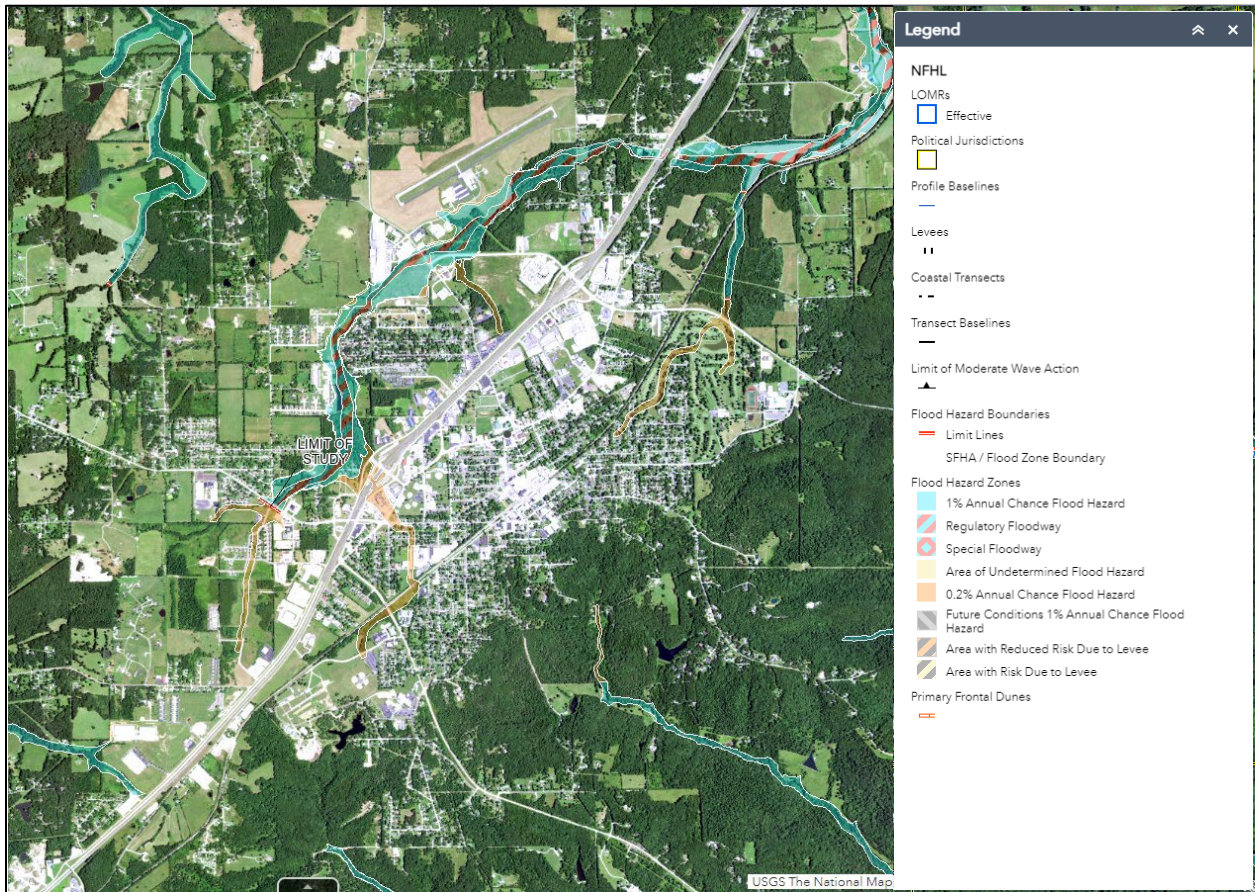 Legend
NFHL
LOMRs
Effective
Political Jurisdictions
Profile Baselines
Levees
Coastal Transects
Transect Baselines
Limit of Moderate Wave Action
Flood Hazard Boundaries
Limit Lines
SFHA / Flood Zone Boundary
Flood Hazard Zones
1% Annual Chance Flood Hazard
Regulatory Floodway
Special Floodway
Area of Undetermined Flood Hazard
0.2% Annual Chance Flood Hazard
Future Conditions 1% Annual Chance Flood
Hazard
Area with Reduced Risk Due to Levee
Area with Risk Due to Levee
Primary Frontal Dunes
LIMIT OF
STUDY
USGS The National Map